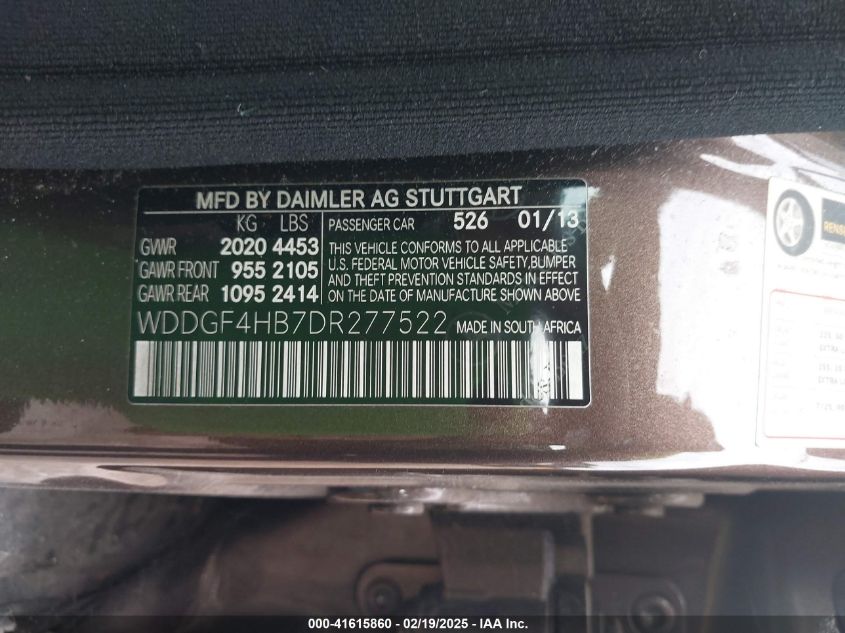 MFD BY DAIMLER AG STUTTGART
KG LBS
GVWR 2020 4453
GAWR FRONT 955 2105
GAWR REAR 1095 2414
PASSENGER CAR 526 01/13
THIS VEHICLE CONFORMS TO ALL APPLICABLE
U.S. FEDERAL MOTOR VEHICLE SAFETY,BUMPER
AND THEFT PREVENTION STANDARDS IN EFFECT
ON THE DATE OF MANUFACTURE SHOWN ABOVE
WDDGF4HB7DR277522 MADE IN SOUTH AFRICA
000-41615860 - 02/19/2025 - IAA Inc.